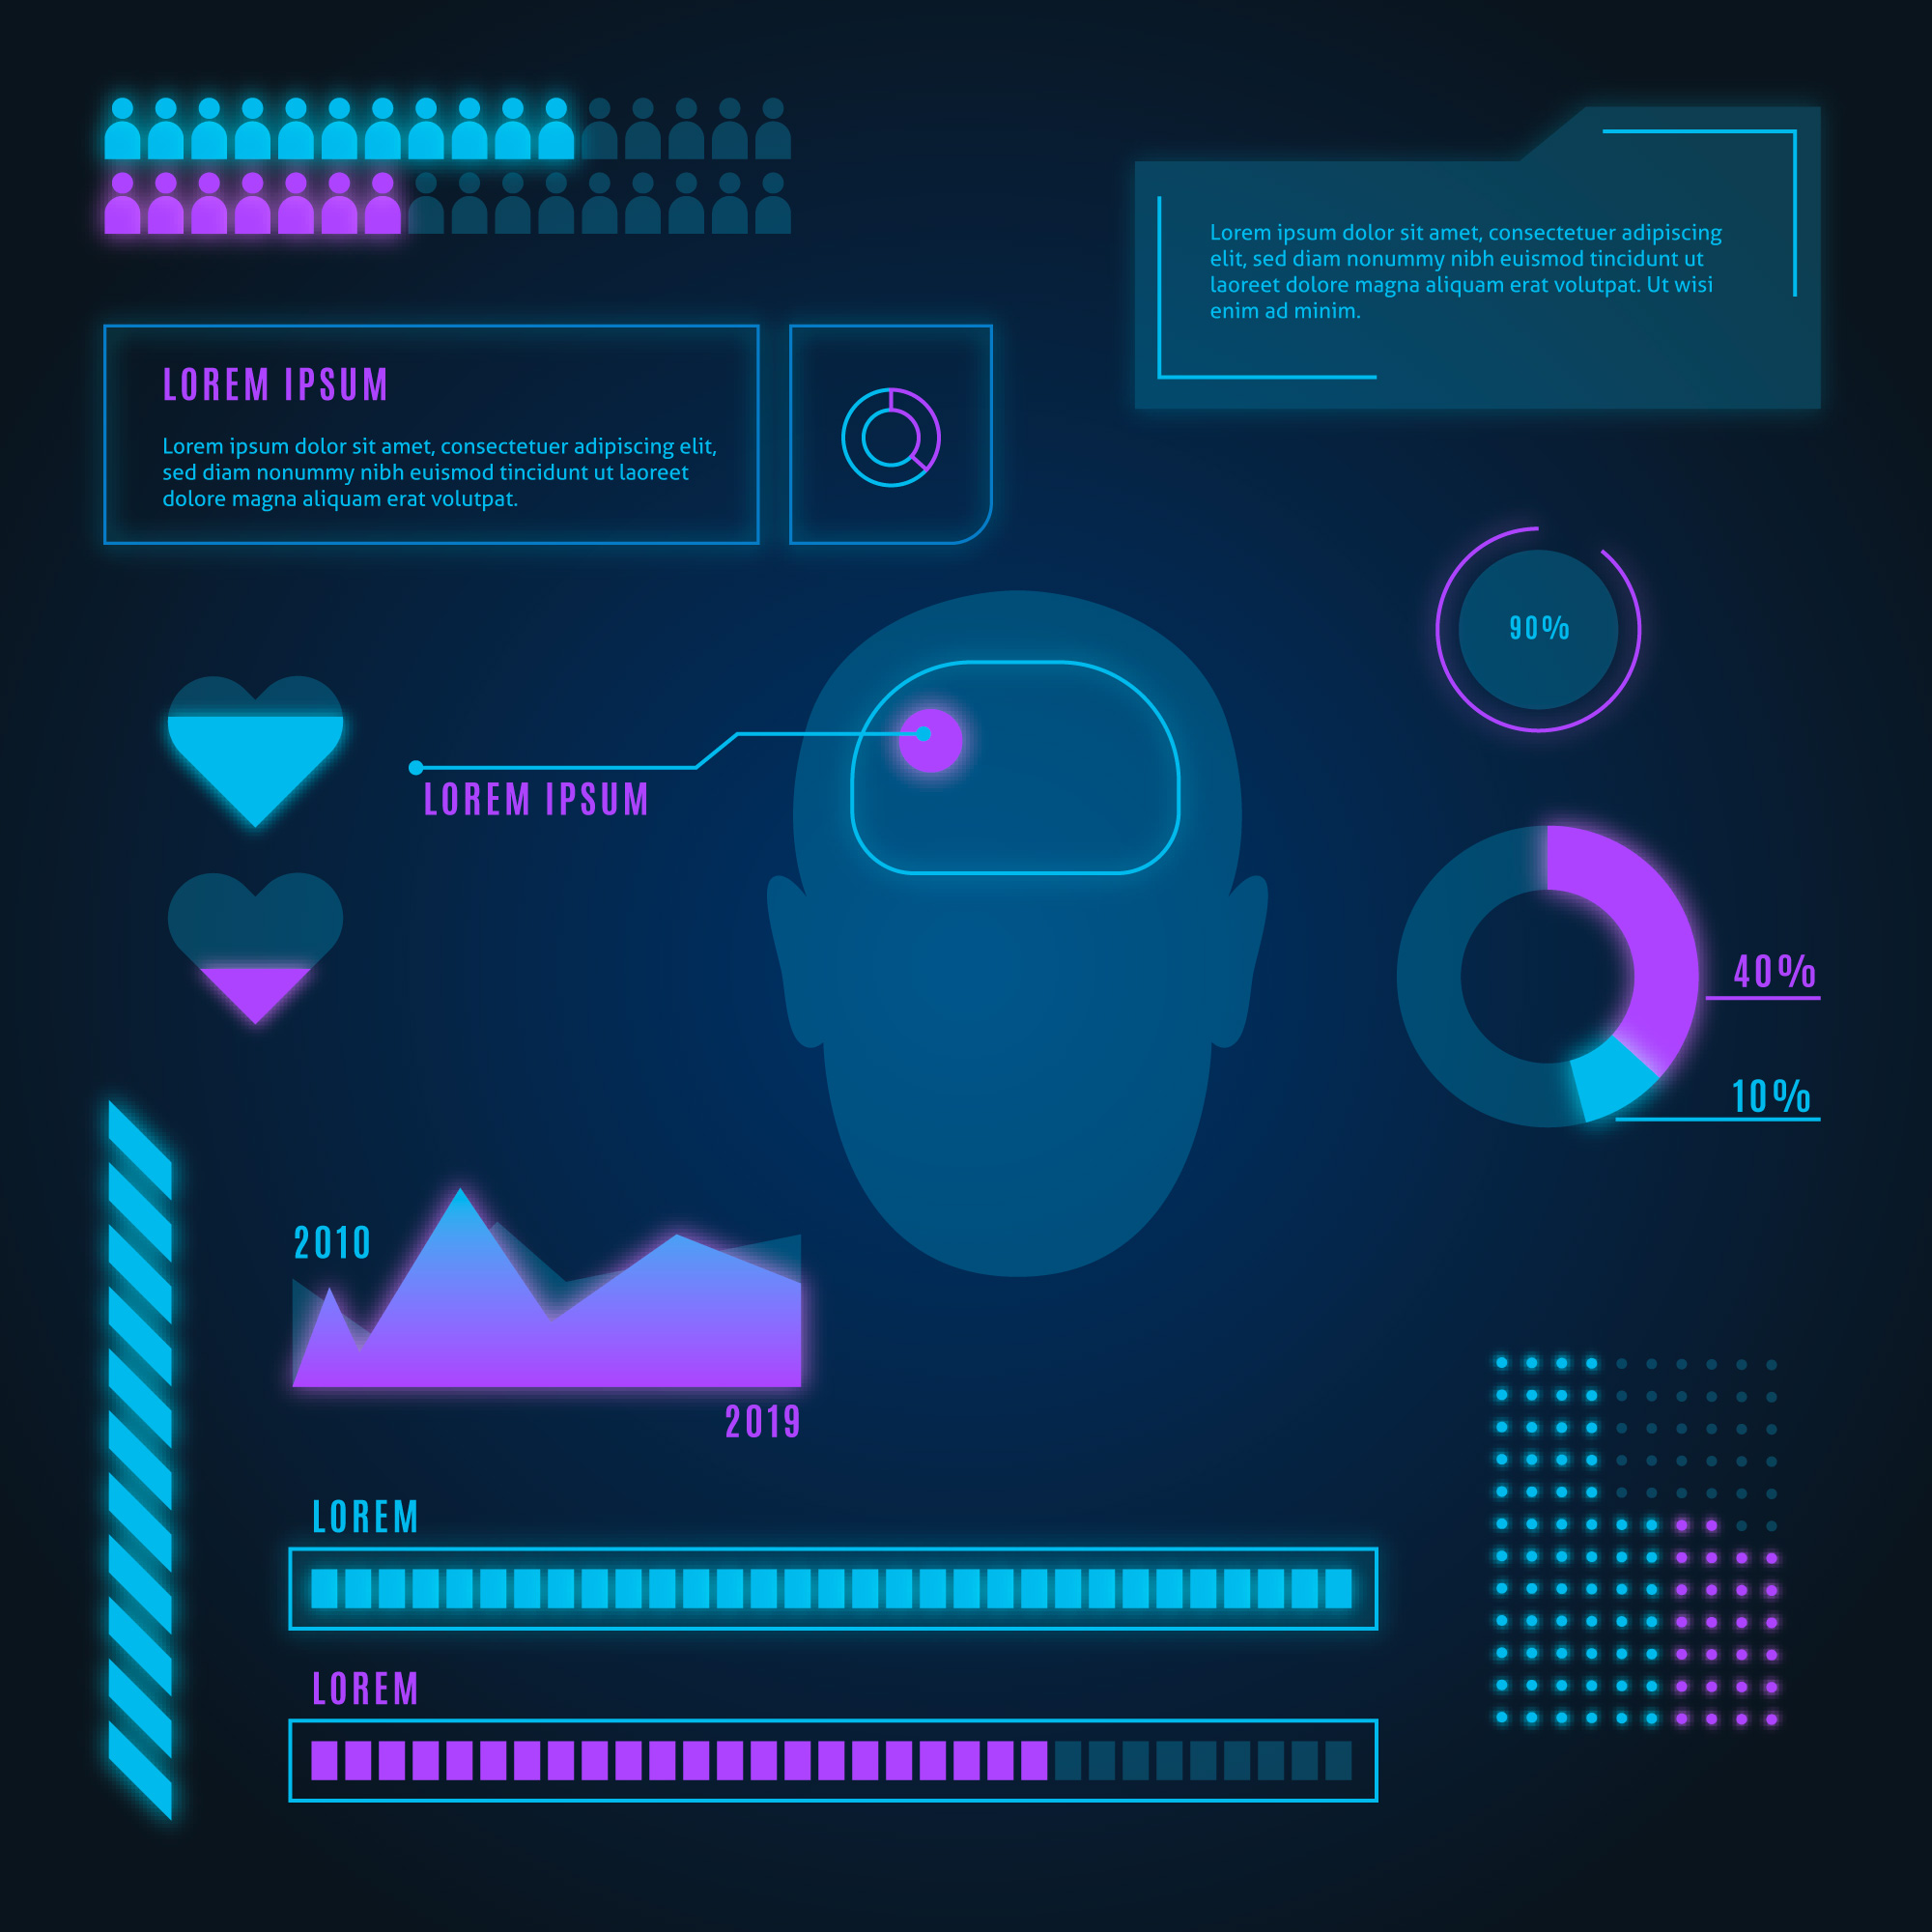 Lorem ipsum dolor sit amet, consectetuer adipiscing
elit, sed diam nonummy nibh euismod tincidunt ut
laoreet dolore magna aliquam erat volutpat. Ut wisi
enim ad minim.
LOREM IPSUM
Lorem ipsum dolor sit amet, consectetuer adipiscing elit,
sed diam nonummy nibh euismod tincidunt ut laoreet
dolore magna aliquam erat volutpat.
90%
LOREM IPSUM
40%
10%
2010
2019
LOREM
LOREM